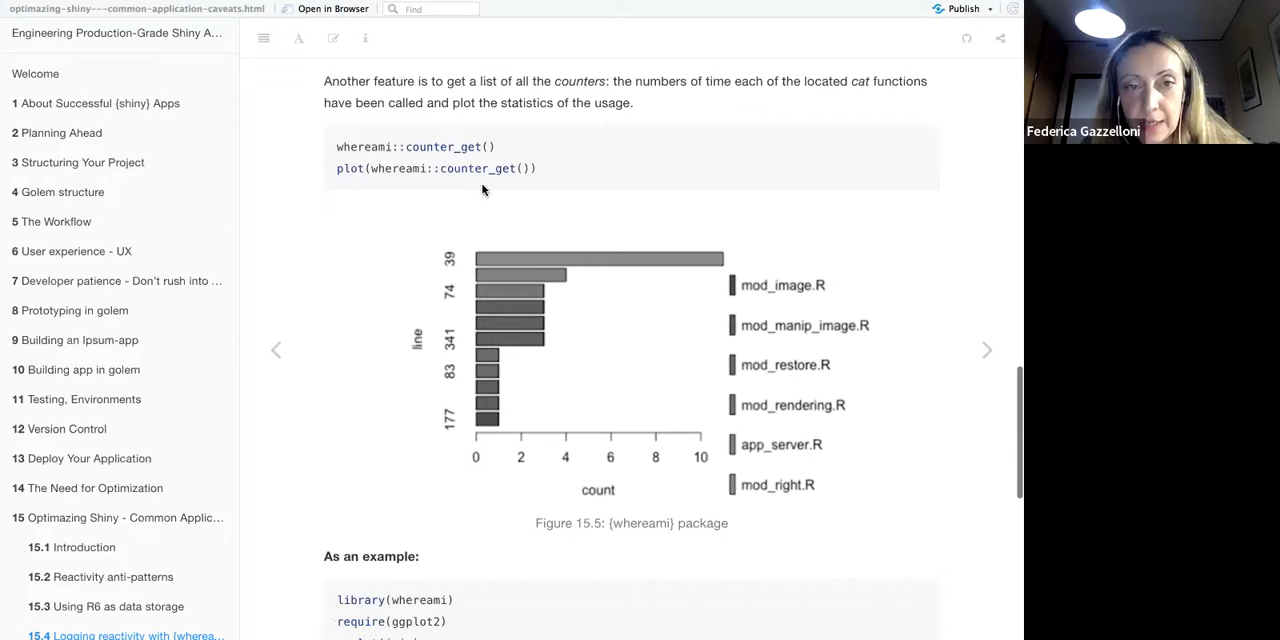 optimazing-shiny---common-application-caveats.html
Open in Browser
Find
Publish
Engineering Production-Grade Shiny A...
Welcome
1 About Successful {shiny} Apps
2 Planning Ahead
3 Structuring Your Project
4 Golem structure
5 The Workflow
6 User experience - UX
7 Developer patience - Don't rush into ...
8 Prototyping in golem
9 Building an Ipsum-app
10 Building app in golem
11 Testing, Environments
12 Version Control
13 Deploy Your Application
14 The Need for Optimization
15 Optimazing Shiny - Common Applic...
15.1 Introduction
15.2 Reactivity anti-patterns
15.3 Using R6 as data storage
15.4 Logging reactivity with {wherea...
A
i
Another feature is to get a list of all the counters: the numbers of time each of the located cat functions
have been called and plot the statistics of the usage.
whereami::counter_get()
plot(whereami::counter_get())
line
39
74
341
83
177
0 2 4 6 8 10
count
mod_image.R
mod_manip_image.R
mod_restore.R
mod_rendering.R
app_server.R
mod_right.R
Figure 15.5: {whereami} package
As an example:
library(whereami)
require(ggplot2)
Federica Gazzelloni